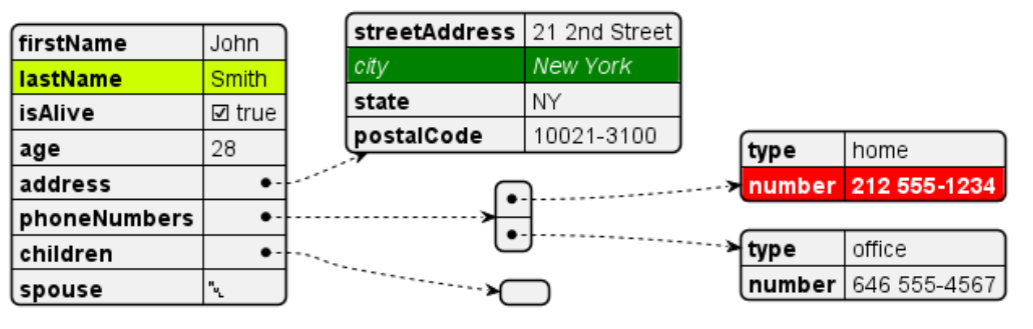 firstName John
lastName Smith
isAlive ☑ true
age 28
address
phoneNumbers
children
spouse ␀
streetAddress 21 2nd Street
city New York
state NY
postalCode 10021-3100
type home
number 212 555-1234
type office
number 646 555-4567